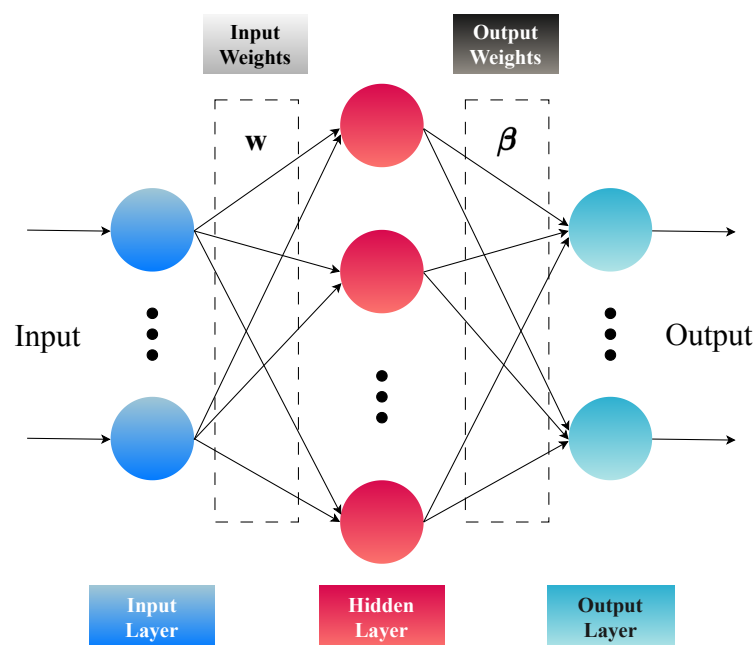 Input
Weights
Output
Weights
w
β
Input
Output
Input
Layer
Hidden
Layer
Output
Layer